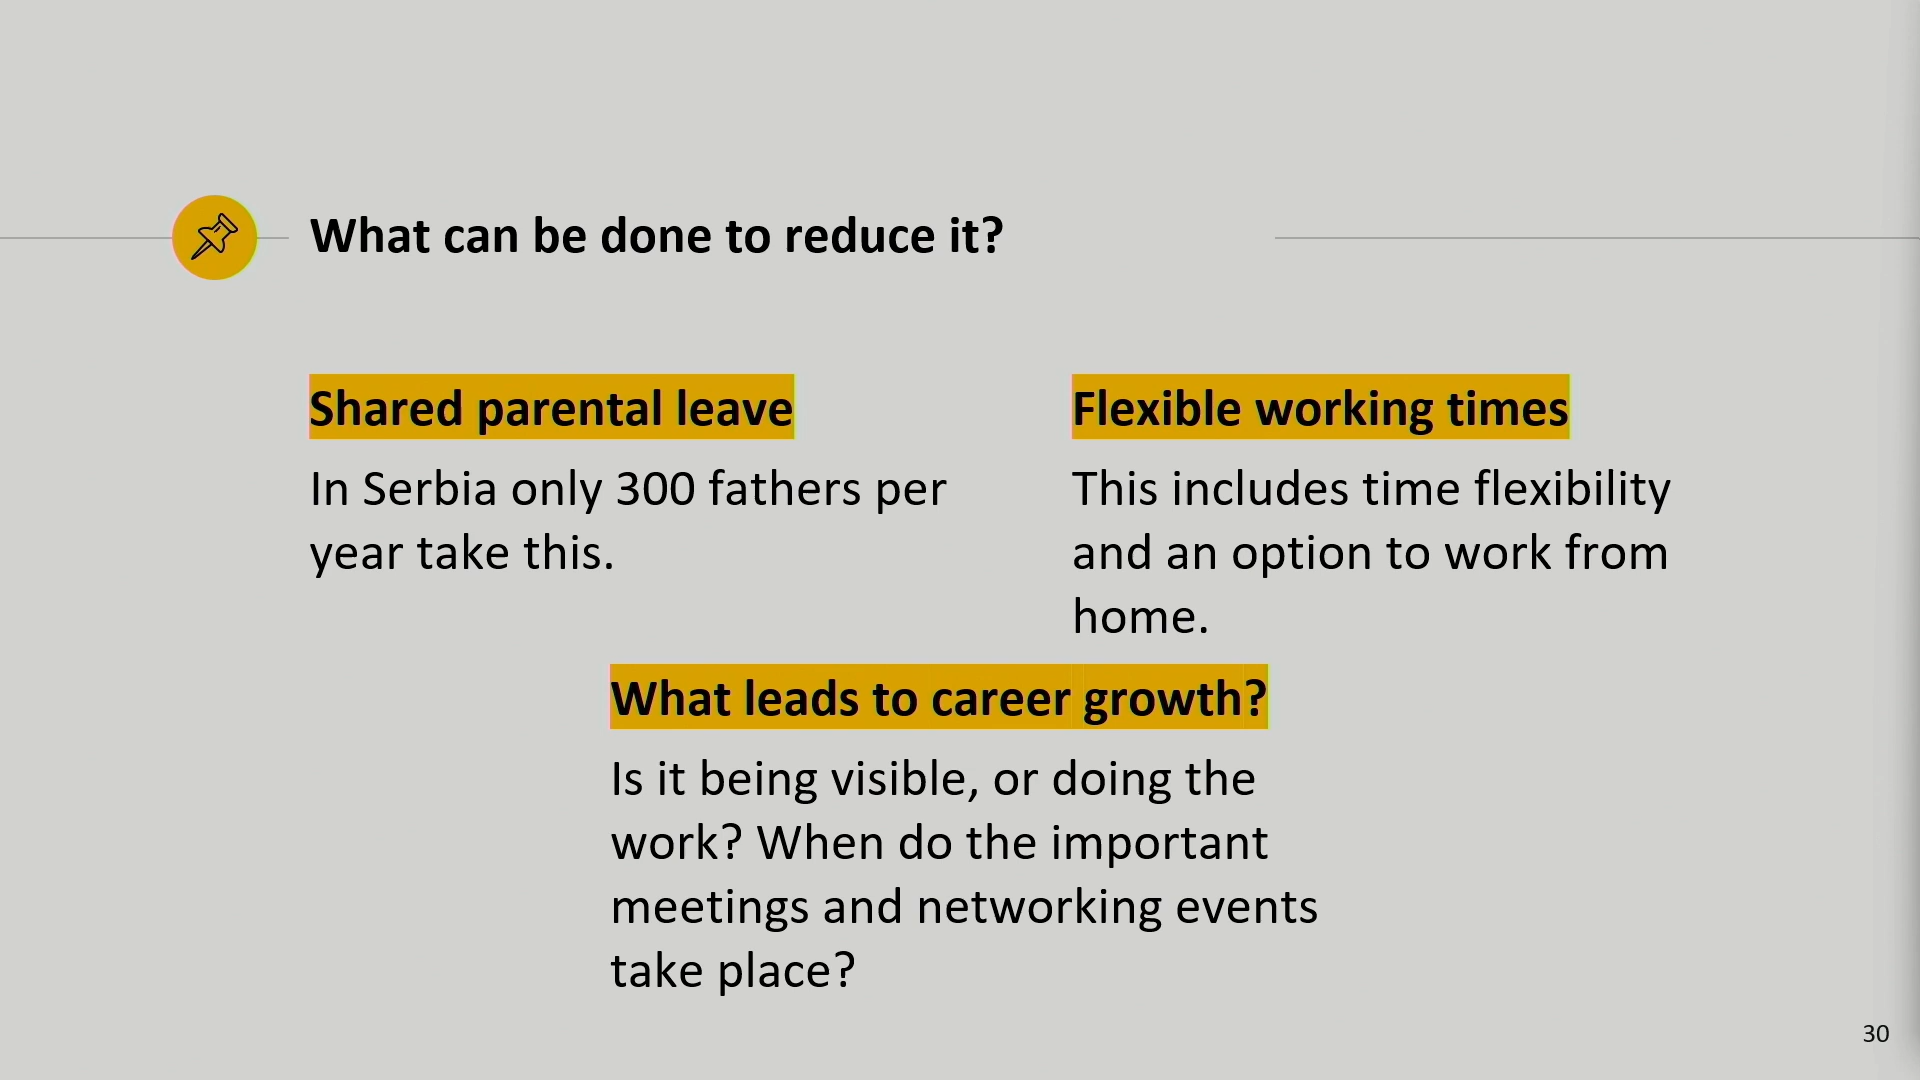 What can be done to reduce it?
Shared parental leave
In Serbia only 300 fathers per
year take this.
Flexible working times
This includes time flexibility
and an option to work from
home.
What leads to career growth?
Is it being visible, or doing the
work? When do the important
meetings and networking events
take place?
30